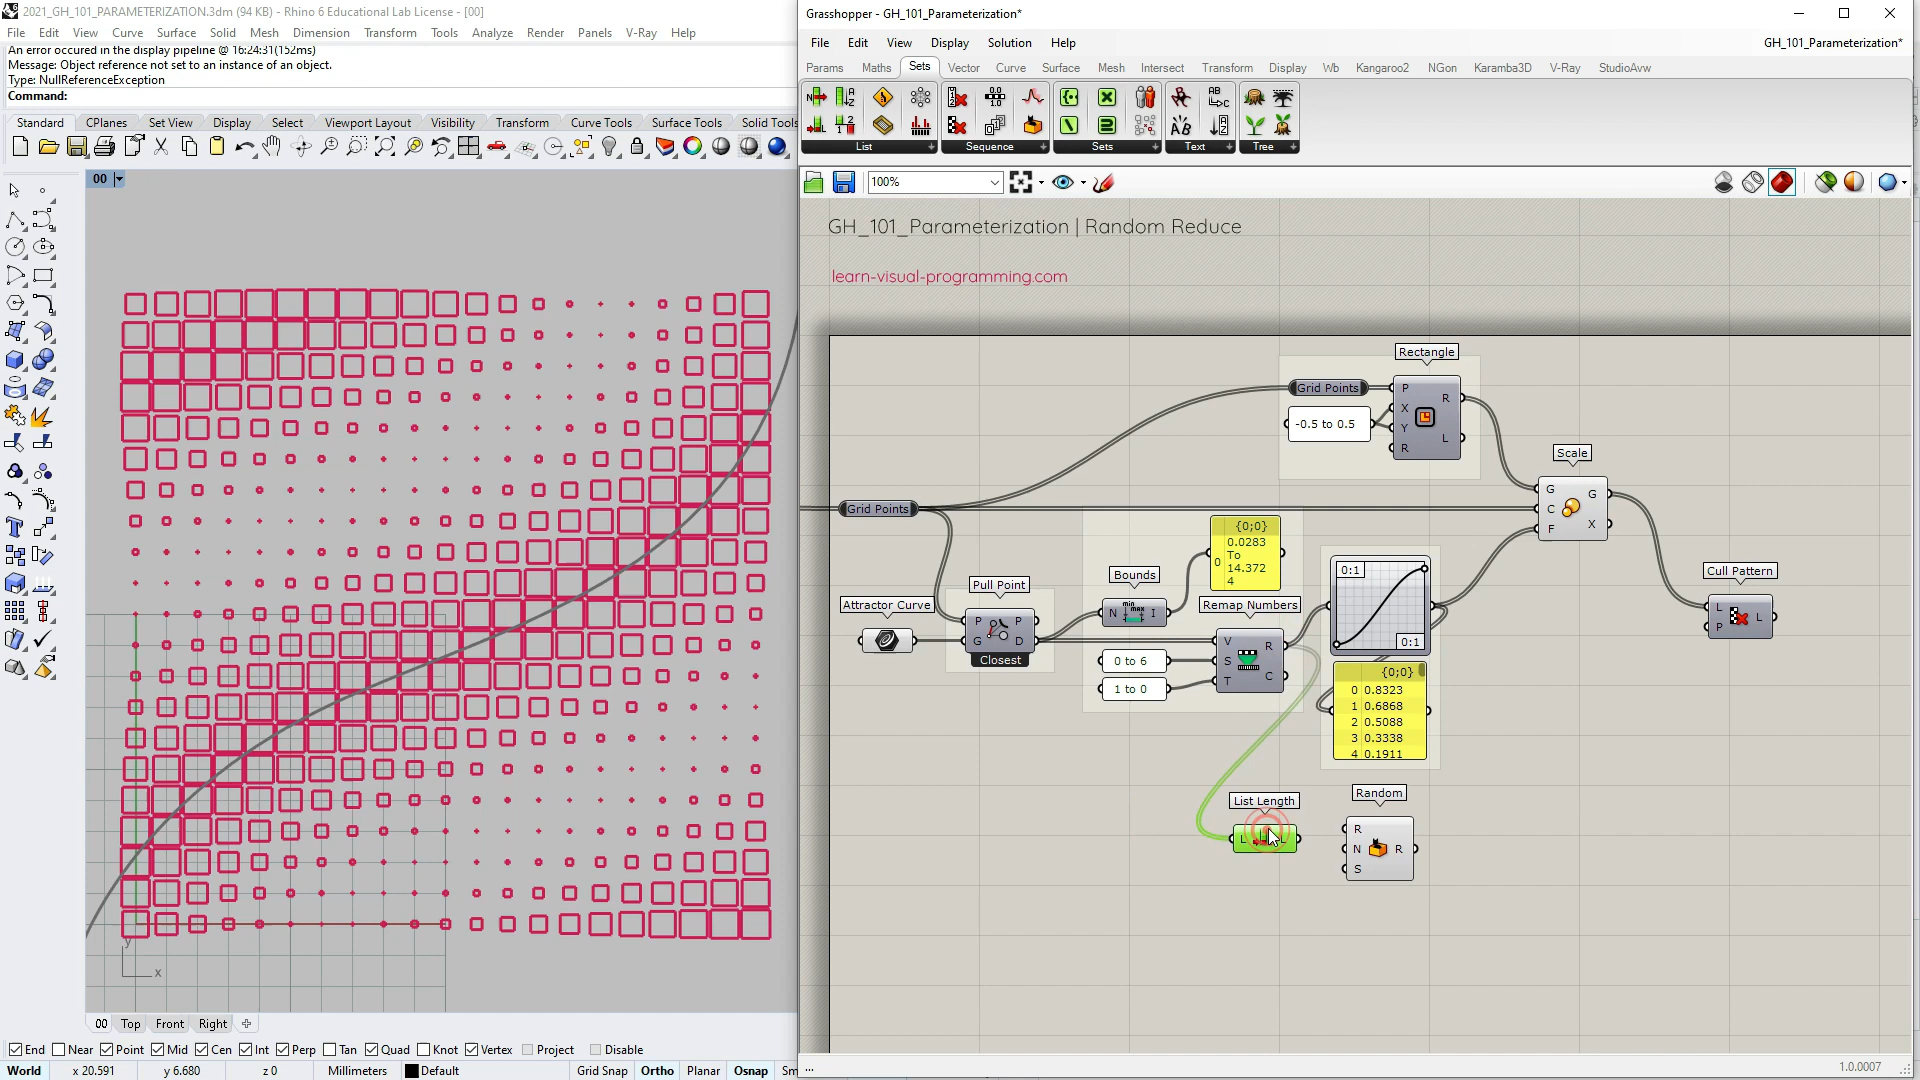 2021_GH_101_PARAMETERIZATION.3dm (94 KB) - Rhino 6 Educational Lab License - [00]
File Edit View Curve Surface Solid Mesh Dimension Transform Tools Analyze Render Panels V-Ray Help
An error occured in the display pipeline @ 16:24:31(152ms)
Message: Object reference not set to an instance of an object.
Type: NullReferenceException
Command:
Standard CPlanes Set View Display Select Viewport Layout Visibility Transform Curve Tools Surface Tools Solid Tools
00
y
x
00 Top Front Right
End Near Point Mid Cen Int Perp Tan Quad Knot Vertex Project Disable
World x 20.591 y 6.680 z 0 Millimeters Default Grid Snap Ortho Planar Osnap Sm
Grasshopper - GH_101_Parameterization*
File Edit View Display Solution Help
GH_101_Parameterization*
Params Maths Sets Vector Curve Surface Mesh Intersect Transform Display Wb Kangaroo2 NGon Karamba3D V-Ray StudioAvw
List Sequence Sets Text Tree
100%
GH_101_Parameterization | Random Reduce
learn-visual-programming.com
Rectangle
Grid Points
-0.5 to 0.5
P
X
Y
R
R
L
Scale
G
C
F
G
X
Grid Points
Pull Point
Attractor Curve
P
G
P
D
Closest
Bounds
N min max I
{0;0}
0
0.0283
To
14.372
4
Remap Numbers
0 to 6
1 to 0
V
S
T
R
C
0:1
0:1
{0;0}
0 0.8323
1 0.6868
2 0.5088
3 0.3338
4 0.1911
Cull Pattern
L
P
L
List Length
L L
Random
R
N
S
R
...
1.0.0007